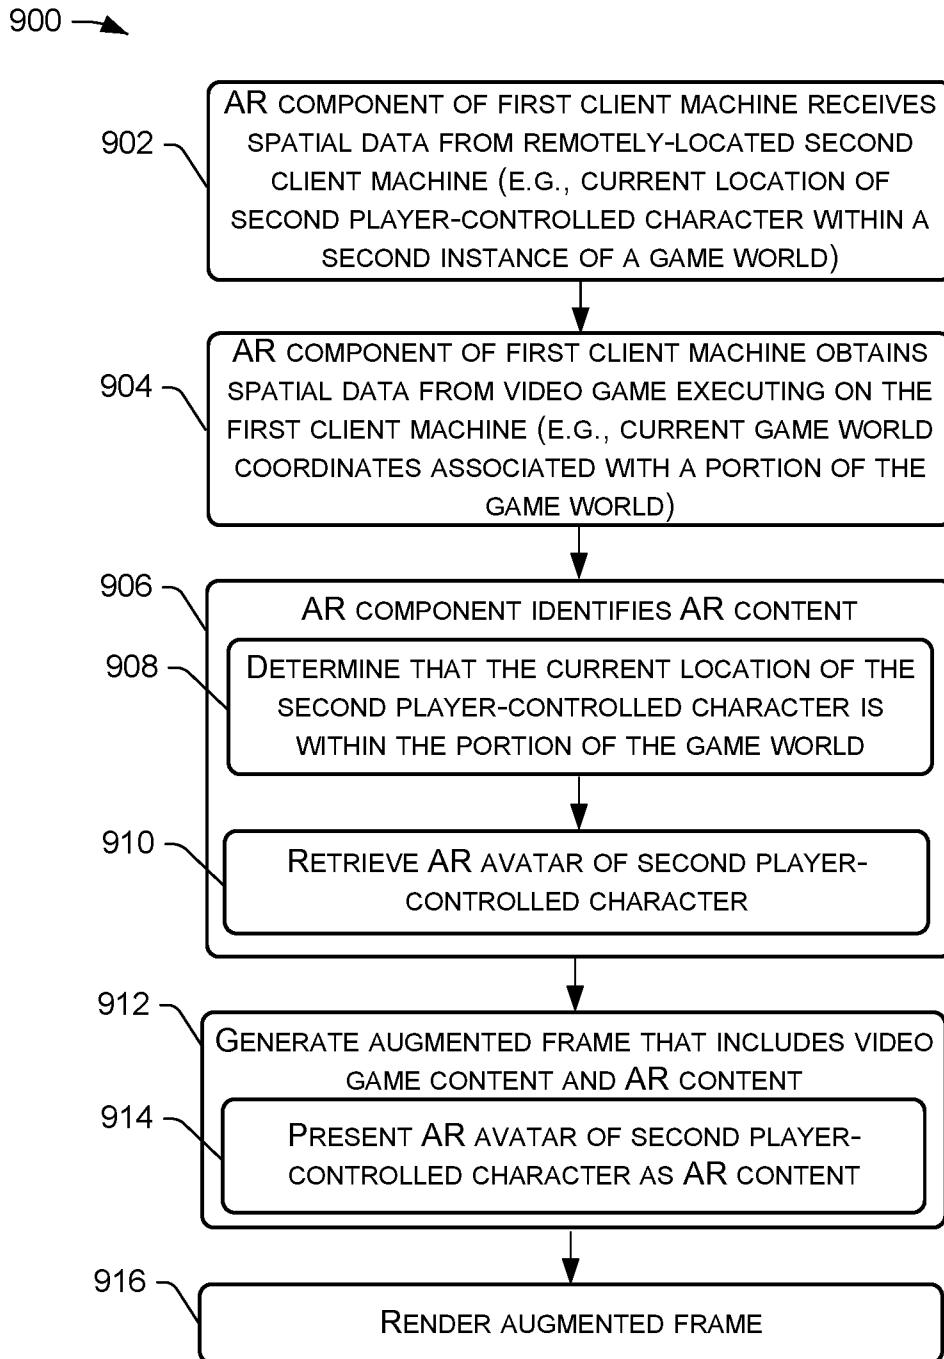 900
902
AR COMPONENT OF FIRST CLIENT MACHINE RECEIVES
SPATIAL DATA FROM REMOTELY-LOCATED SECOND
CLIENT MACHINE (E.G., CURRENT LOCATION OF
SECOND PLAYER-CONTROLLED CHARACTER WITHIN A
SECOND INSTANCE OF A GAME WORLD)
904
AR COMPONENT OF FIRST CLIENT MACHINE OBTAINS
SPATIAL DATA FROM VIDEO GAME EXECUTING ON THE
FIRST CLIENT MACHINE (E.G., CURRENT GAME WORLD
COORDINATES ASSOCIATED WITH A PORTION OF THE
GAME WORLD)
906
AR COMPONENT IDENTIFIES AR CONTENT
908
DETERMINE THAT THE CURRENT LOCATION OF THE
SECOND PLAYER-CONTROLLED CHARACTER IS
WITHIN THE PORTION OF THE GAME WORLD
910
RETRIEVE AR AVATAR OF SECOND PLAYER-
CONTROLLED CHARACTER
912
GENERATE AUGMENTED FRAME THAT INCLUDES VIDEO
GAME CONTENT AND AR CONTENT
914
PRESENT AR AVATAR OF SECOND PLAYER-
CONTROLLED CHARACTER AS AR CONTENT
916
RENDER AUGMENTED FRAME